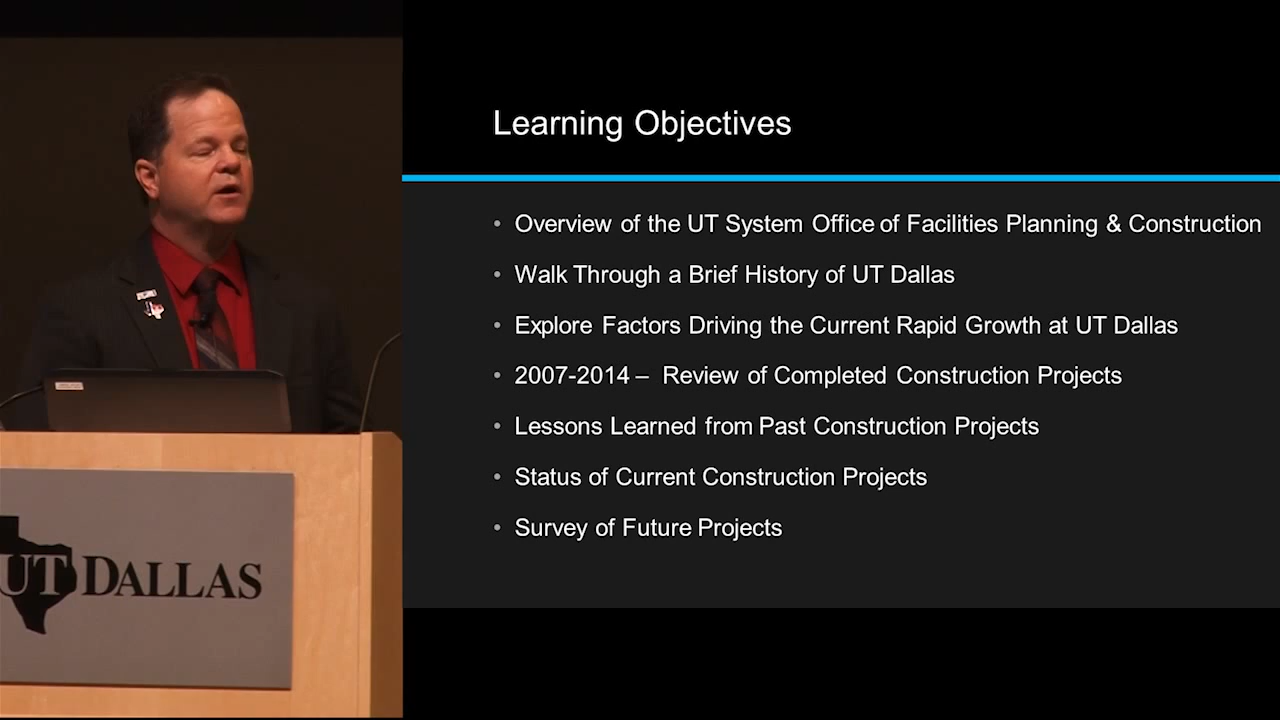 Learning Objectives
• Overview of the UT System Office of Facilities Planning & Construction
• Walk Through a Brief History of UT Dallas
• Explore Factors Driving the Current Rapid Growth at UT Dallas
• 2007-2014 – Review of Completed Construction Projects
• Lessons Learned from Past Construction Projects
• Status of Current Construction Projects
• Survey of Future Projects
UT DALLAS